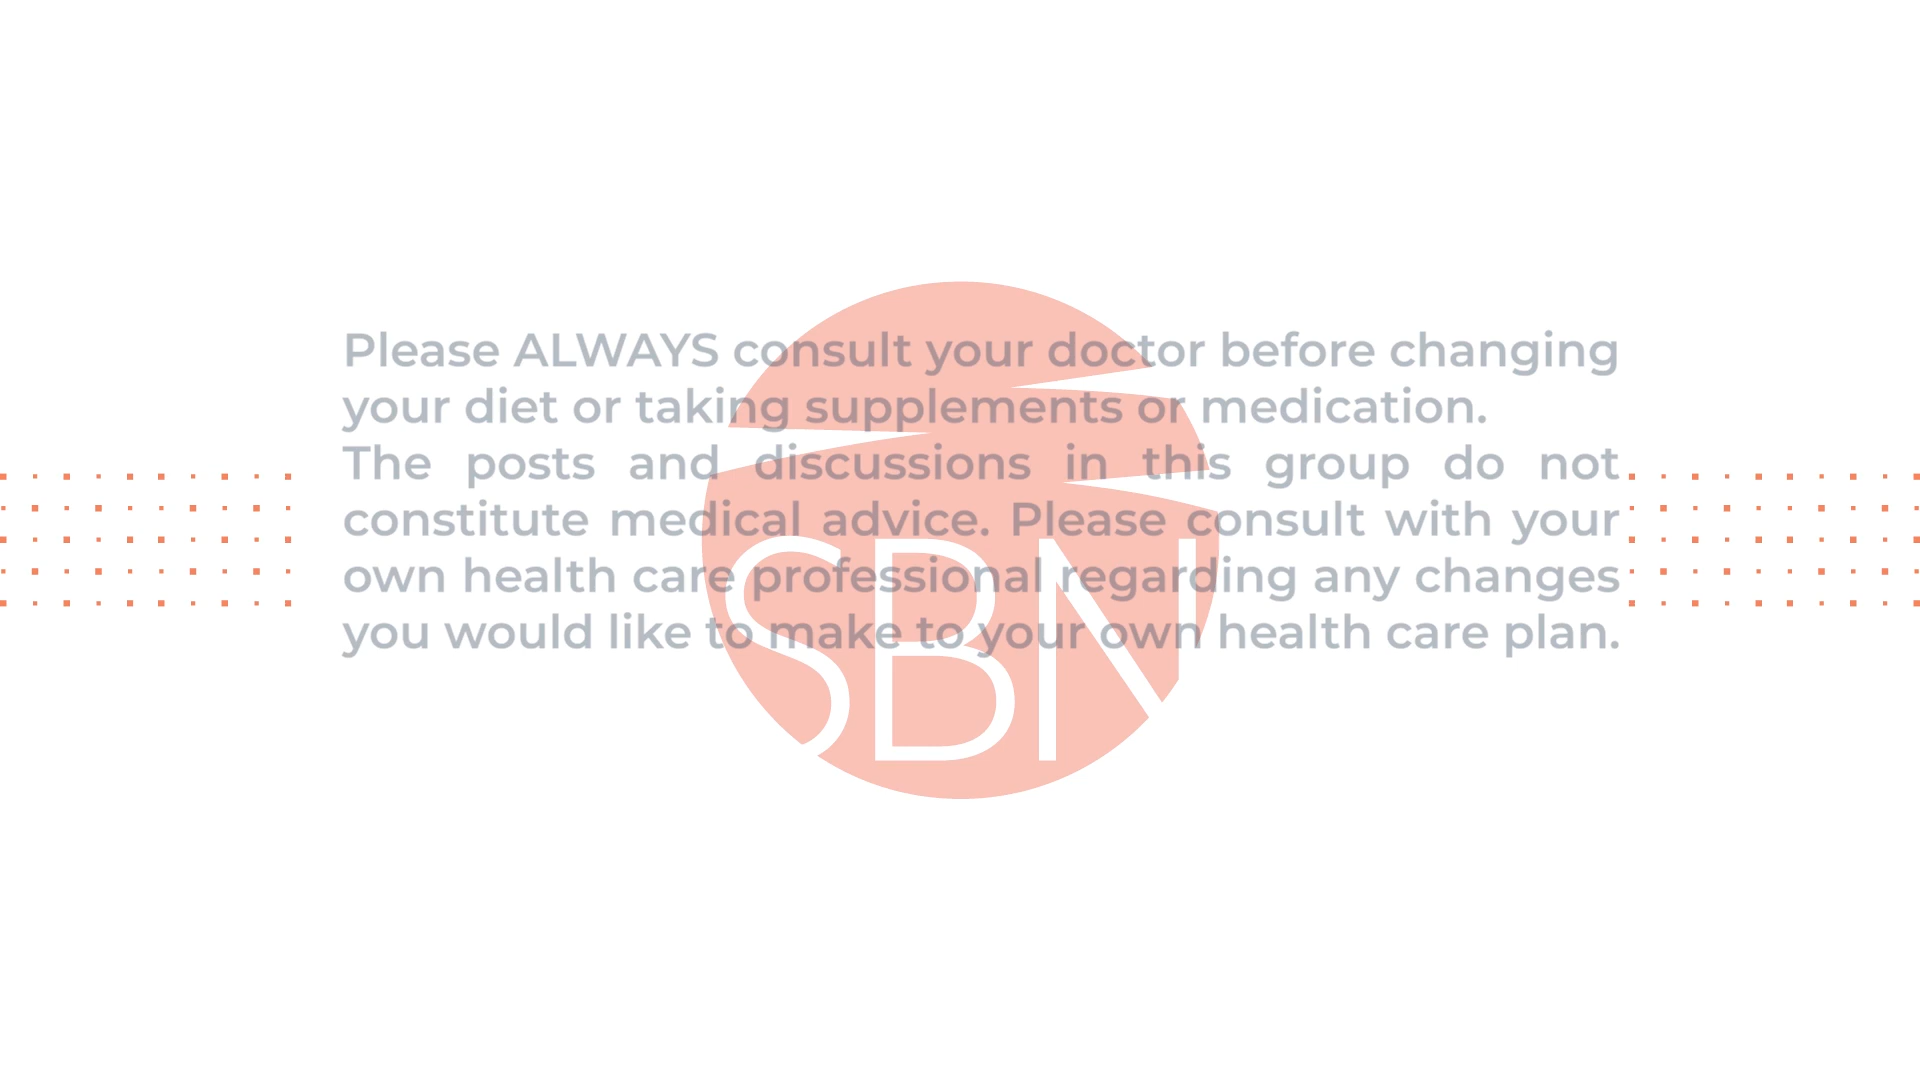 Please ALWAYS consult your doctor before changing
your diet or taking supplements or medication.
The posts and discussions in this group do not
constitute medical advice. Please consult with your
own health care professional regarding any changes
you would like to make to your own health care plan.
SBN